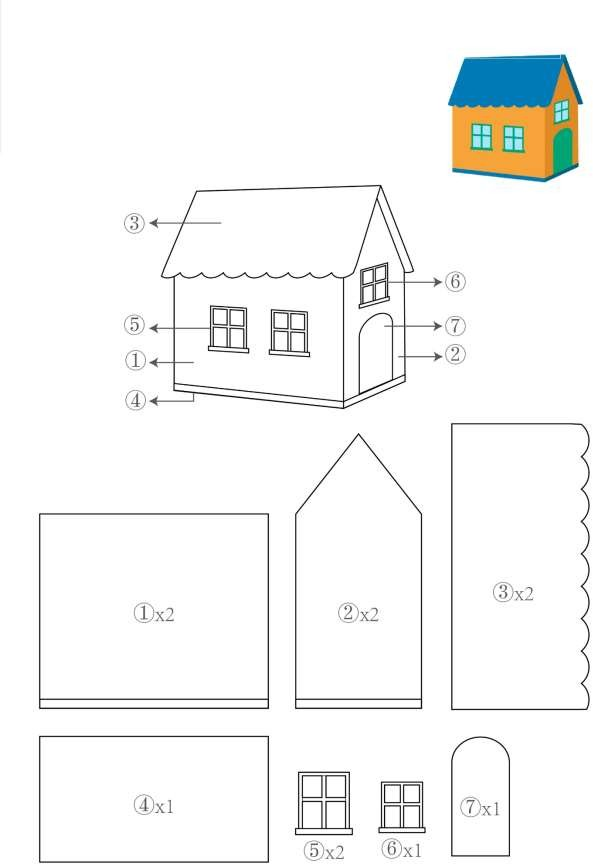 ③
⑥
⑤
⑦
①
②
④
①x2
②x2
③x2
④x1
⑤x2
⑥x1
⑦x1